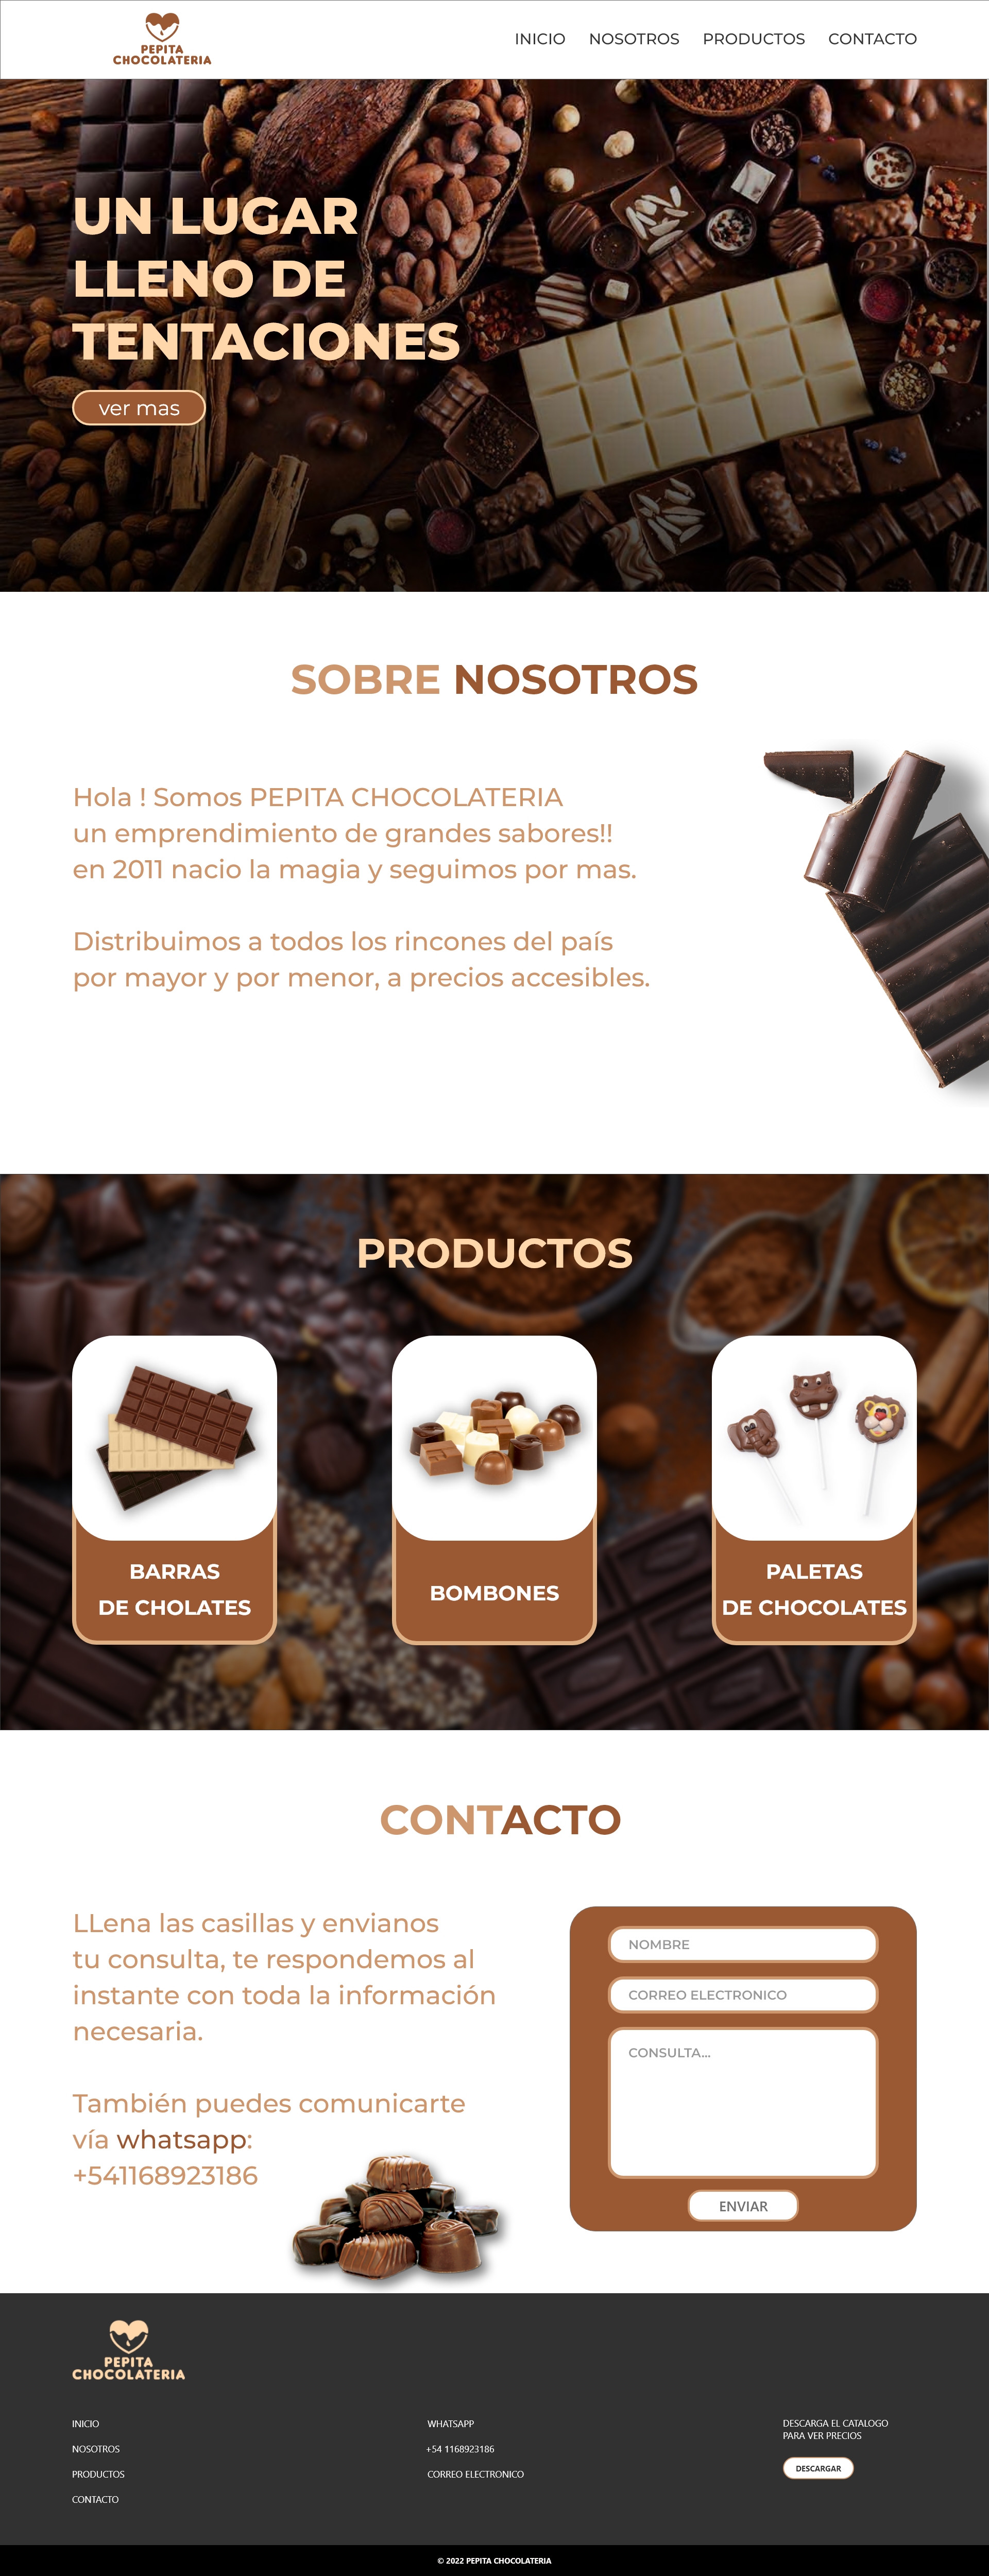 PEPITA
CHOCOLATERIA
INICIO NOSOTROS PRODUCTOS CONTACTO
UN LUGAR
LLENO DE
TENTACIONES
ver mas
SOBRE NOSOTROS
Hola ! Somos PEPITA CHOCOLATERIA
un emprendimiento de grandes sabores!!
en 2011 nacio la magia y seguimos por mas.
Distribuimos a todos los rincones del país
por mayor y por menor, a precios accesibles.
PRODUCTOS
BARRAS
DE CHOLATES
BOMBONES
PALETAS
DE CHOCOLATES
CONTACTO
LLena las casillas y envianos
tu consulta, te respondemos al
instante con toda la información
necesaria.
También puedes comunicarte
vía whatsapp:
+541168923186
NOMBRE
CORREO ELECTRONICO
CONSULTA...
ENVIAR
PEPITA
CHOCOLATERIA
INICIO
NOSOTROS
PRODUCTOS
CONTACTO
WHATSAPP
+54 1168923186
CORREO ELECTRONICO
DESCARGA EL CATALOGO
PARA VER PRECIOS
DESCARGAR
© 2022 PEPITA CHOCOLATERIA